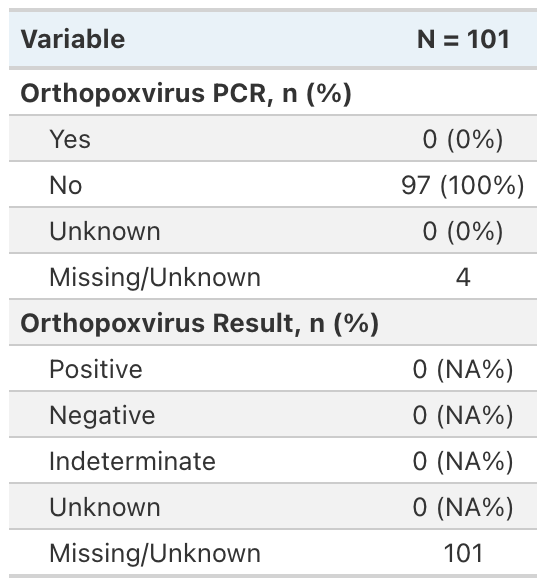 Variable N = 101
Orthopoxvirus PCR, n (%)
Yes 0 (0%)
No 97 (100%)
Unknown 0 (0%)
Missing/Unknown 4
Orthopoxvirus Result, n (%)
Positive 0 (NA%)
Negative 0 (NA%)
Indeterminate 0 (NA%)
Unknown 0 (NA%)
Missing/Unknown 101